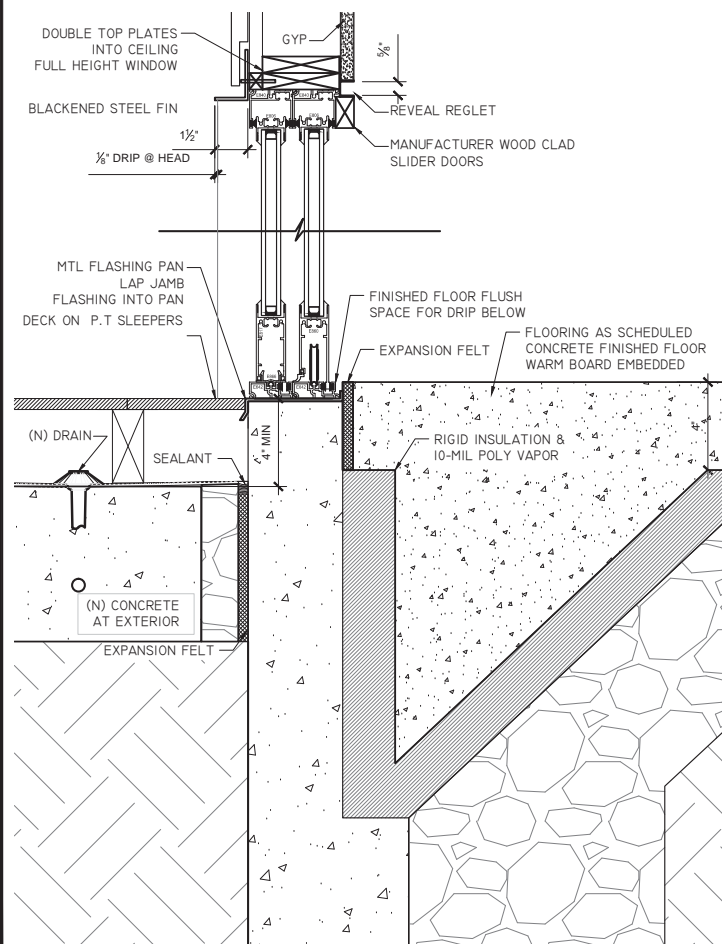 DOUBLE TOP PLATES
INTO CEILING
FULL HEIGHT WINDOW
GYP
⅝"
BLACKENED STEEL FIN
REVEAL REGLET
1½"
⅛" DRIP @ HEAD
MANUFACTURER WOOD CLAD
SLIDER DOORS
MTL FLASHING PAN
LAP JAMB
FLASHING INTO PAN
DECK ON P.T SLEEPERS
FINISHED FLOOR FLUSH
SPACE FOR DRIP BELOW
EXPANSION FELT
FLOORING AS SCHEDULED
CONCRETE FINISHED FLOOR
WARM BOARD EMBEDDED
4"
(N) DRAIN
SEALANT
4" MIN
RIGID INSULATION &
10-MIL POLY VAPOR
(N) CONCRETE
AT EXTERIOR
EXPANSION FELT